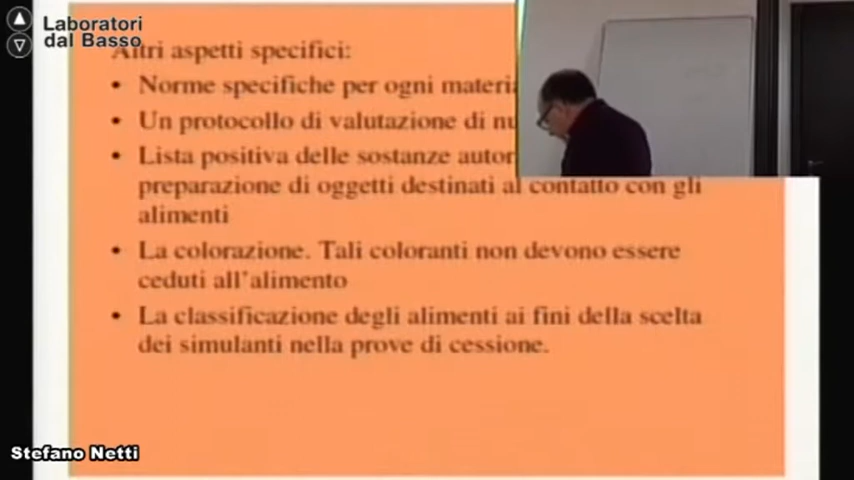 Laboratori
dal Basso
Altri aspetti specifici:
• Norme specifiche per ogni
• Un protocollo di valutazione di
• Lista positiva delle sostanze
preparazione di oggetti destinati al contatto con gli
alimenti
• La colorazione. Tali coloranti non devono essere
ceduti all'alimento
• La classificazione degli alimenti ai fini della scelta
dei simulanti nella prove di cessione.
Stefano Netti